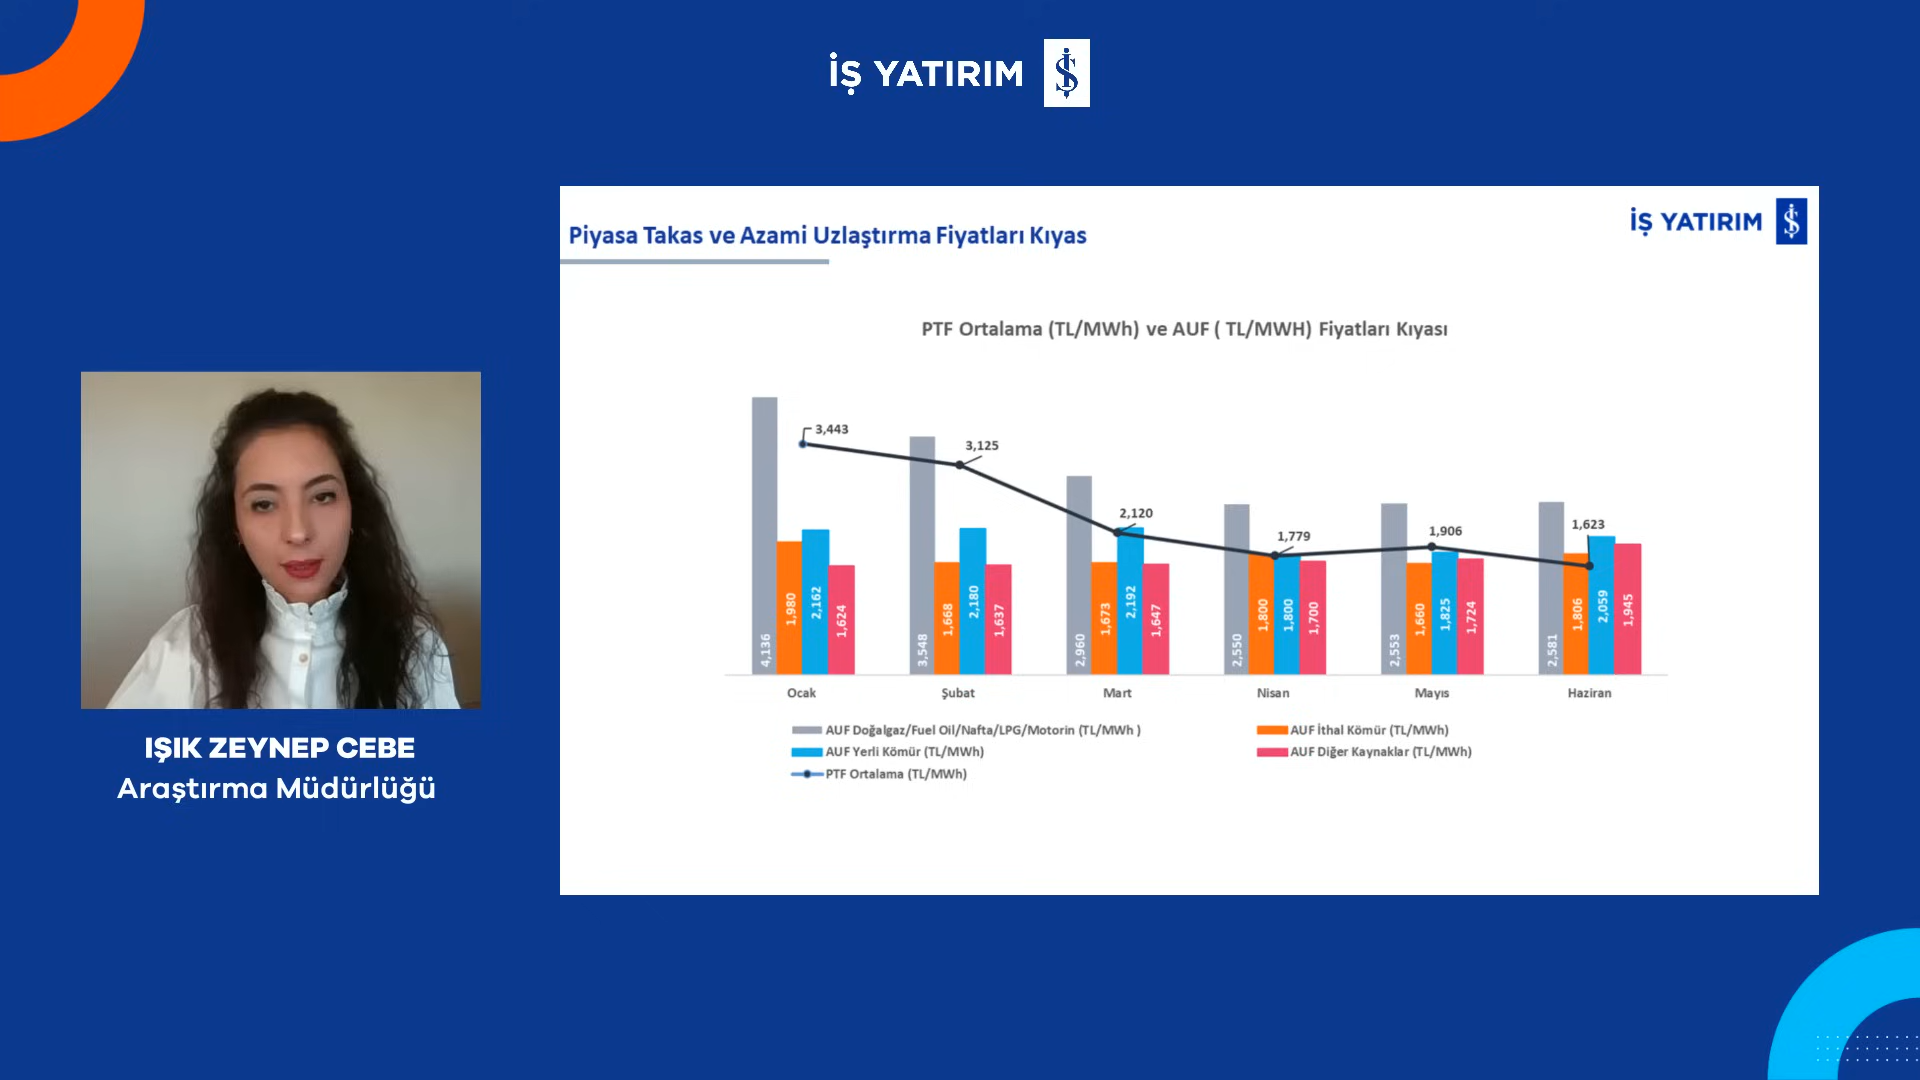 İŞ YATIRIM
Piyasa Takas ve Azami Uzlaştırma Fiyatları Kıyas
İŞ YATIRIM
PTF Ortalama (TL/MWh) ve AUF ( TL/MWH) Fiyatları Kıyası
3,443
3,125
2,120
1,779
1,906
1,623
4,136
1,980
2,162
1,624
3,548
1,668
2,180
1,637
2,960
1,673
2,192
1,647
2,550
1,800
1,800
1,700
2,553
1,660
1,825
1,724
2,581
1,806
2,059
1,945
Ocak
Şubat
Mart
Nisan
Mayıs
Haziran
AUF Doğalgaz/Fuel Oil/Nafta/LPG/Motorin (TL/MWh )
AUF İthal Kömür (TL/MWh)
AUF Yerli Kömür (TL/MWh)
AUF Diğer Kaynaklar (TL/MWh)
PTF Ortalama (TL/MWh)
IŞIK ZEYNEP CEBE
Araştırma Müdürlüğü